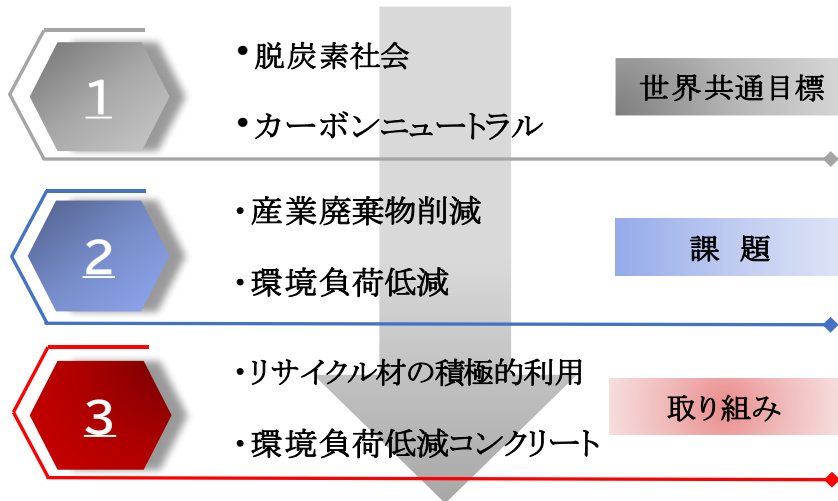 1
・脱炭素社会
・カーボンニュートラル
世界共通目標
2
・産業廃棄物削減
・環境負荷低減
課 題
3
・リサイクル材の積極的利用
・環境負荷低減コンクリート
取り組み